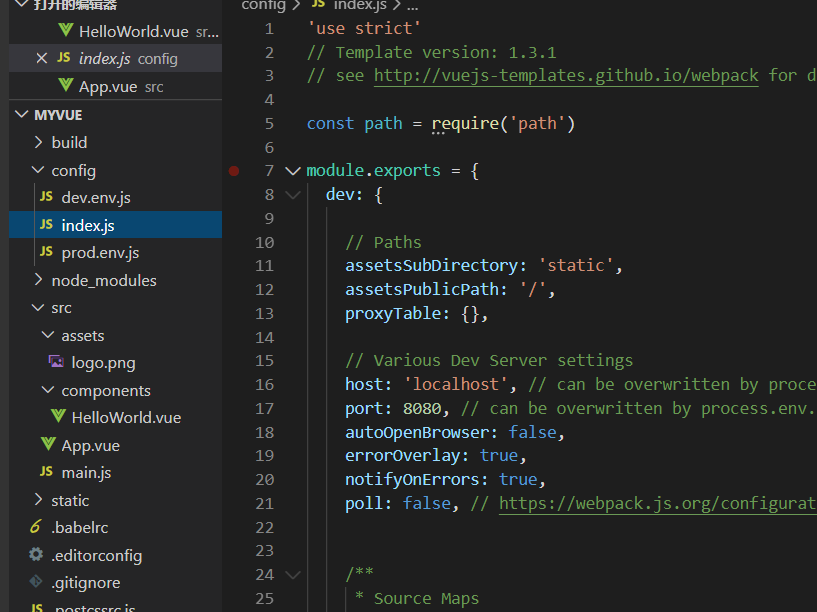 打开的编辑器
HelloWorld.vue sr...
index.js config
App.vue src
MYVUE
build
config
JS dev.env.js
JS index.js
JS prod.env.js
node_modules
src
assets
logo.png
components
HelloWorld.vue
App.vue
JS main.js
static
.babelrc
.editorconfig
.gitignore
JS .postcssrc.js
config > JS index.js > ...
1 'use strict'
2 // Template version: 1.3.1
3 // see http://vuejs-templates.github.io/webpack for d
4
5 const path = require('path')
6
7 module.exports = {
8 dev: {
9
10 // Paths
11 assetsSubDirectory: 'static',
12 assetsPublicPath: '/',
13 proxyTable: {},
14
15 // Various Dev Server settings
16 host: 'localhost', // can be overwritten by proce
17 port: 8080, // can be overwritten by process.env.
18 autoOpenBrowser: false,
19 errorOverlay: true,
20 notifyOnErrors: true,
21 poll: false, // https://webpack.js.org/configurat
22
23
24 /**
25 * Source Maps